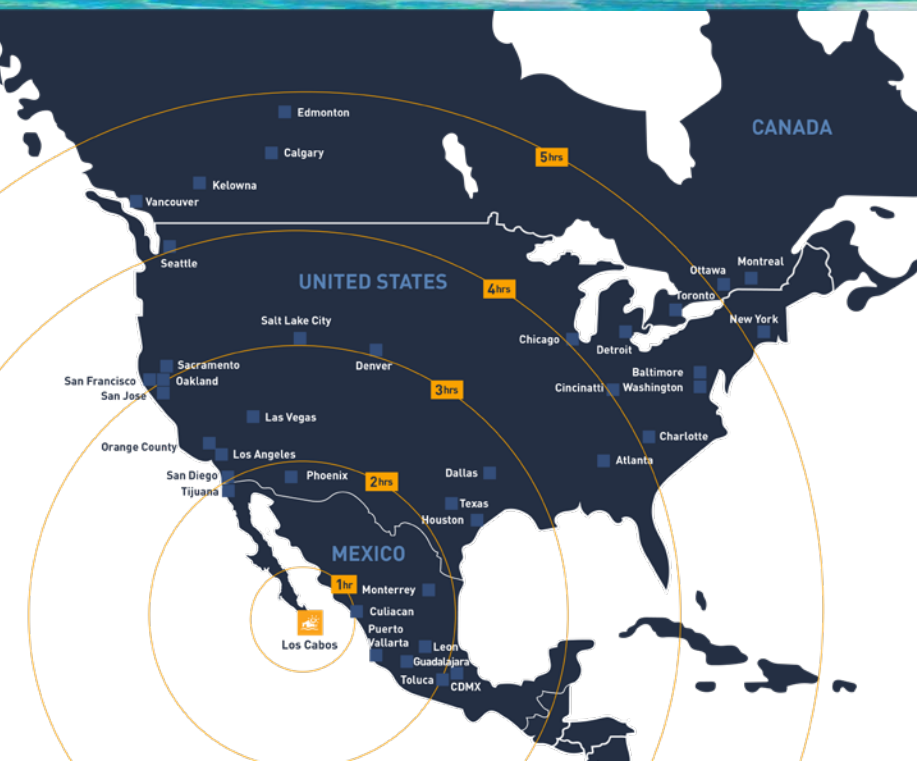 Edmonton
CANADA
Calgary
5hrs
Kelowna
Vancouver
Seattle
Montreal
Ottawa
UNITED STATES
4hrs
Toronto
Salt Lake City
New York
Chicago
Detroit
Denver
Sacramento
San Francisco
Oakland
San Jose
3hrs
Baltimore
Cincinatti
Washington
Las Vegas
Charlotte
Orange County
Los Angeles
Atlanta
San Diego
Phoenix
Dallas
Tijuana
2hrs
Texas
Houston
MEXICO
1hr
Monterrey
Culiacan
Puerto
Vallarta
Los Cabos
Leon
Guadalajara
Toluca
CDMX